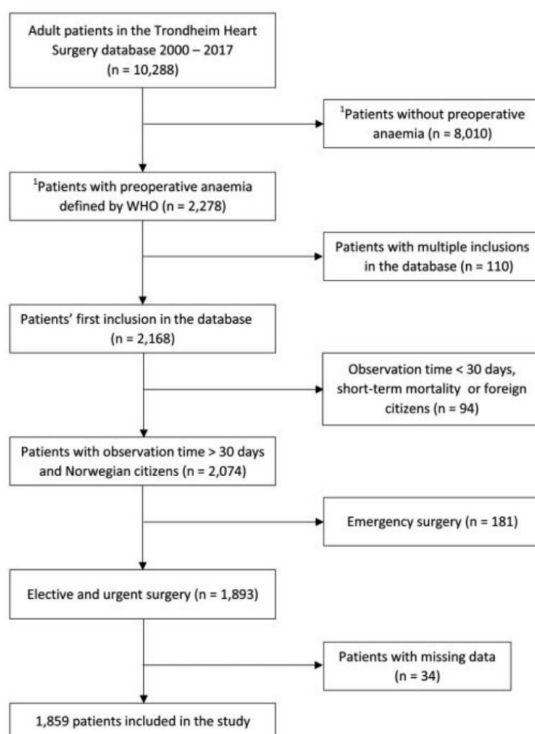 Adult patients in the Trondheim Heart
Surgery database 2000 – 2017
(n = 10,288)
¹Patients without preoperative
anaemia (n = 8,010)
¹Patients with preoperative anaemia
defined by WHO (n = 2,278)
Patients with multiple inclusions
in the database (n = 110)
Patients’ first inclusion in the database
(n = 2,168)
Observation time < 30 days,
short-term mortality or foreign
citizens (n = 94)
Patients with observation time > 30 days
and Norwegian citizens (n = 2,074)
Emergency surgery (n = 181)
Elective and urgent surgery (n = 1,893)
Patients with missing data
(n = 34)
1,859 patients included in the study